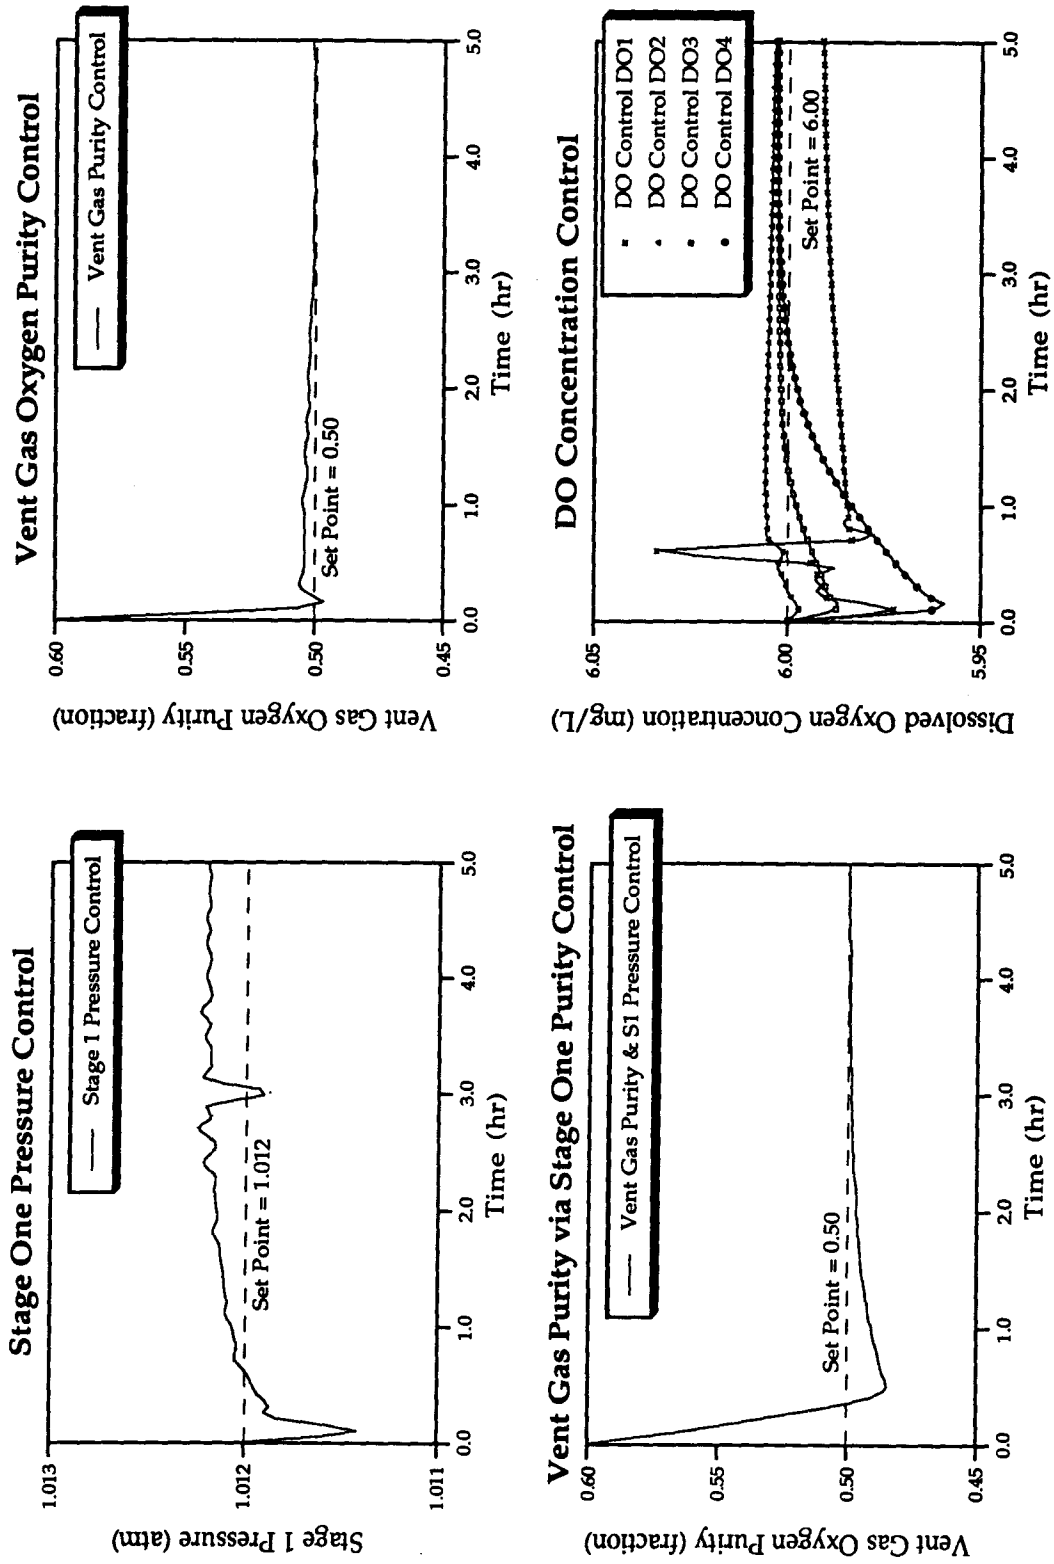 Stage One Pressure Control
Stage 1 Pressure Control
Stage 1 Pressure (atm)
1.013
1.012
1.011
Set Point = 1.012
0.0 1.0 2.0 3.0 4.0 5.0
Time (hr)
Vent Gas Oxygen Purity Control
Vent Gas Purity Control
Vent Gas Oxygen Purity (fraction)
0.60
0.55
0.50
0.45
Set Point = 0.50
0.0 1.0 2.0 3.0 4.0 5.0
Time (hr)
Vent Gas Purity via Stage One Purity Control
Vent Gas Purity & S1 Pressure Control
Vent Gas Oxygen Purity (fraction)
0.60
0.55
0.50
0.45
Set Point = 0.50
0.0 1.0 2.0 3.0 4.0 5.0
Time (hr)
DO Concentration Control
DO Control DO1
DO Control DO2
DO Control DO3
DO Control DO4
Dissolved Oxygen Concentration (mg/L)
6.05
6.00
5.95
Set Point = 6.00
0.0 1.0 2.0 3.0 4.0 5.0
Time (hr)